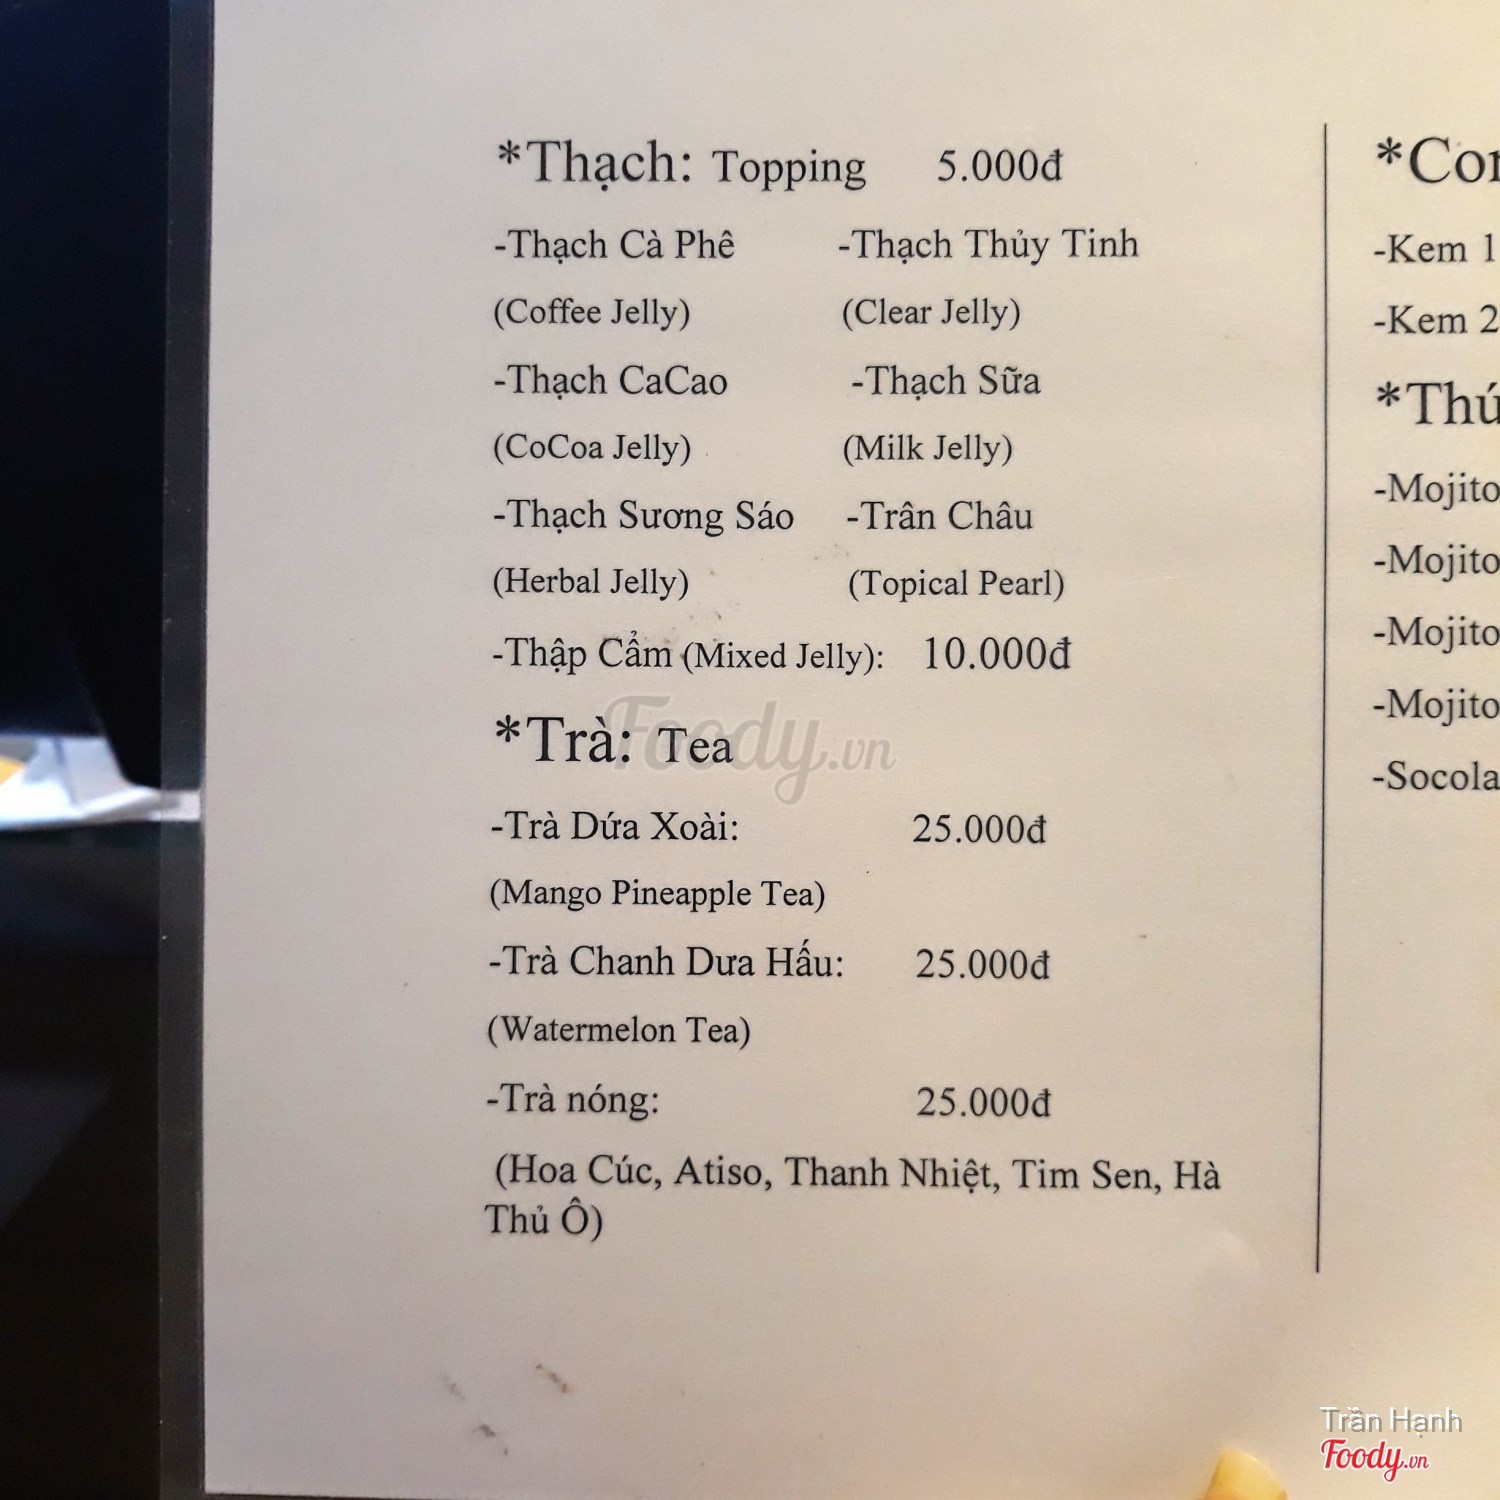 *Thạch: Topping 5.000đ
-Thạch Cà Phê -Thạch Thủy Tinh
(Coffee Jelly) (Clear Jelly)
-Thạch CaCao -Thạch Sữa
(CoCoa Jelly) (Milk Jelly)
-Thạch Sương Sáo -Trân Châu
(Herbal Jelly) (Topical Pearl)
-Thập Cẩm (Mixed Jelly): 10.000đ
*Trà: Tea
-Trà Dứa Xoài: 25.000đ
(Mango Pineapple Tea)
-Trà Chanh Dưa Hấu: 25.000đ
(Watermelon Tea)
-Trà nóng: 25.000đ
(Hoa Cúc, Atiso, Thanh Nhiệt, Tim Sen, Hà
Thủ Ô)
-Kem 1
-Kem 2
-Mojito
-Mojito
-Mojito
-Mojito
-Socola
Foody.vn
Trần Hạnh
Foody.vn